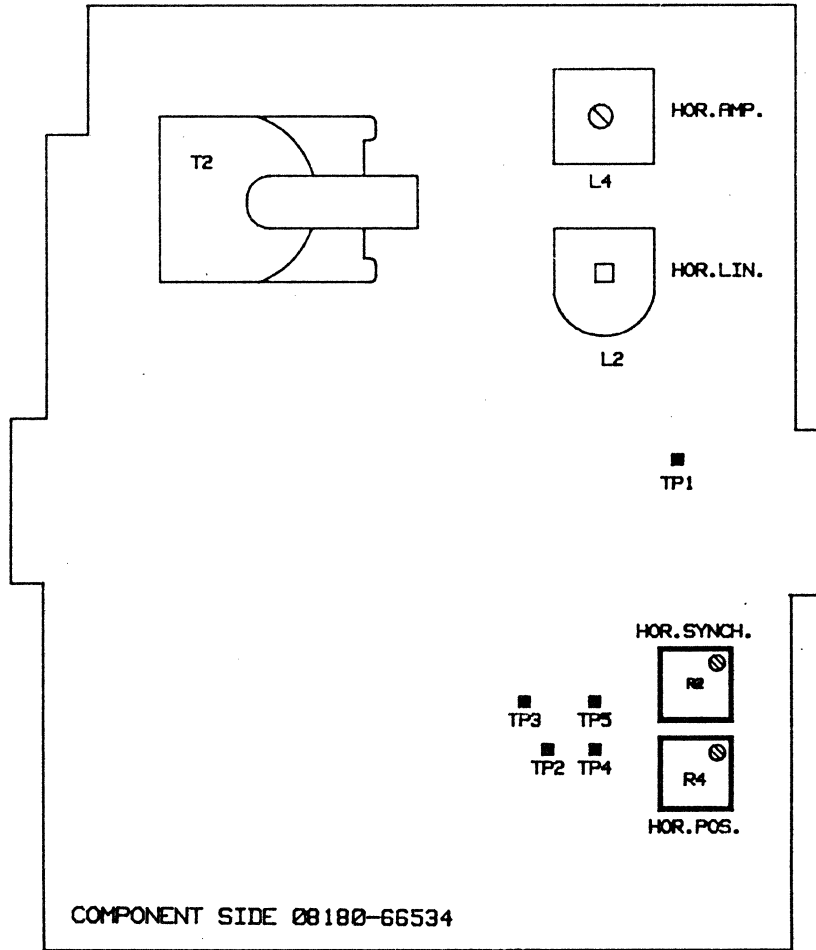 HOR.AMP.
T2
L4
HOR.LIN.
L2
TP1
HOR.SYNCH.
R2
TP3
TP5
TP2
TP4
R4
HOR.POS.
COMPONENT SIDE 08180-66534